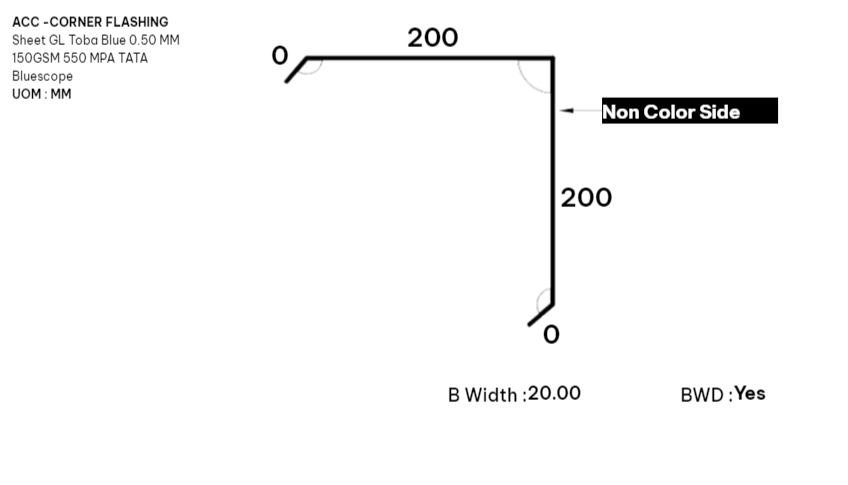 ACC -CORNER FLASHING
Sheet GL Toba Blue 0.50 MM
150GSM 550 MPA TATA
Bluescope
UOM : MM
200
0
Non Color Side
200
0
B Width :20.00
BWD :Yes